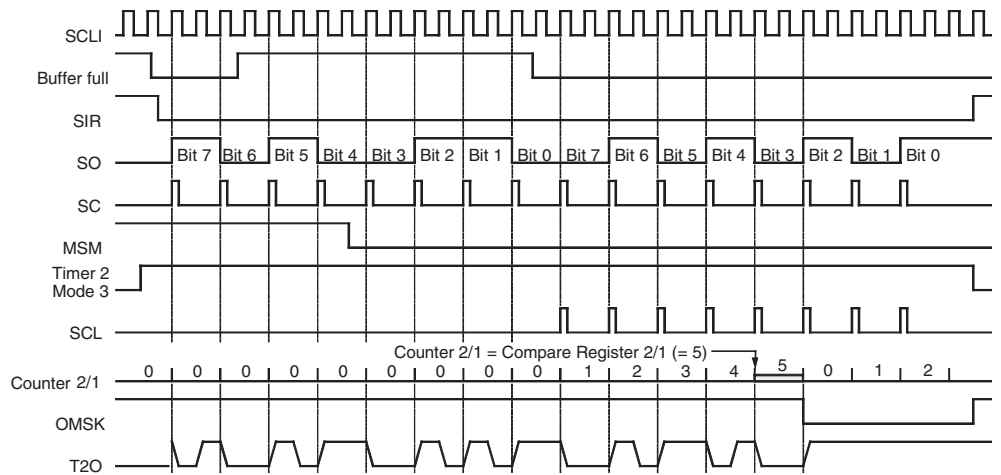 SCLI
Buffer full
SIR
SO Bit 7 Bit 6 Bit 5 Bit 4 Bit 3 Bit 2 Bit 1 Bit 0 Bit 7 Bit 6 Bit 5 Bit 4 Bit 3 Bit 2 Bit 1 Bit 0
SC
MSM
Timer 2
Mode 3
SCL
Counter 2/1 = Compare Register 2/1 (= 5)
Counter 2/1 0 0 0 0 0 0 0 0 0 1 2 3 4 5 0 1 2
OMSK
T2O